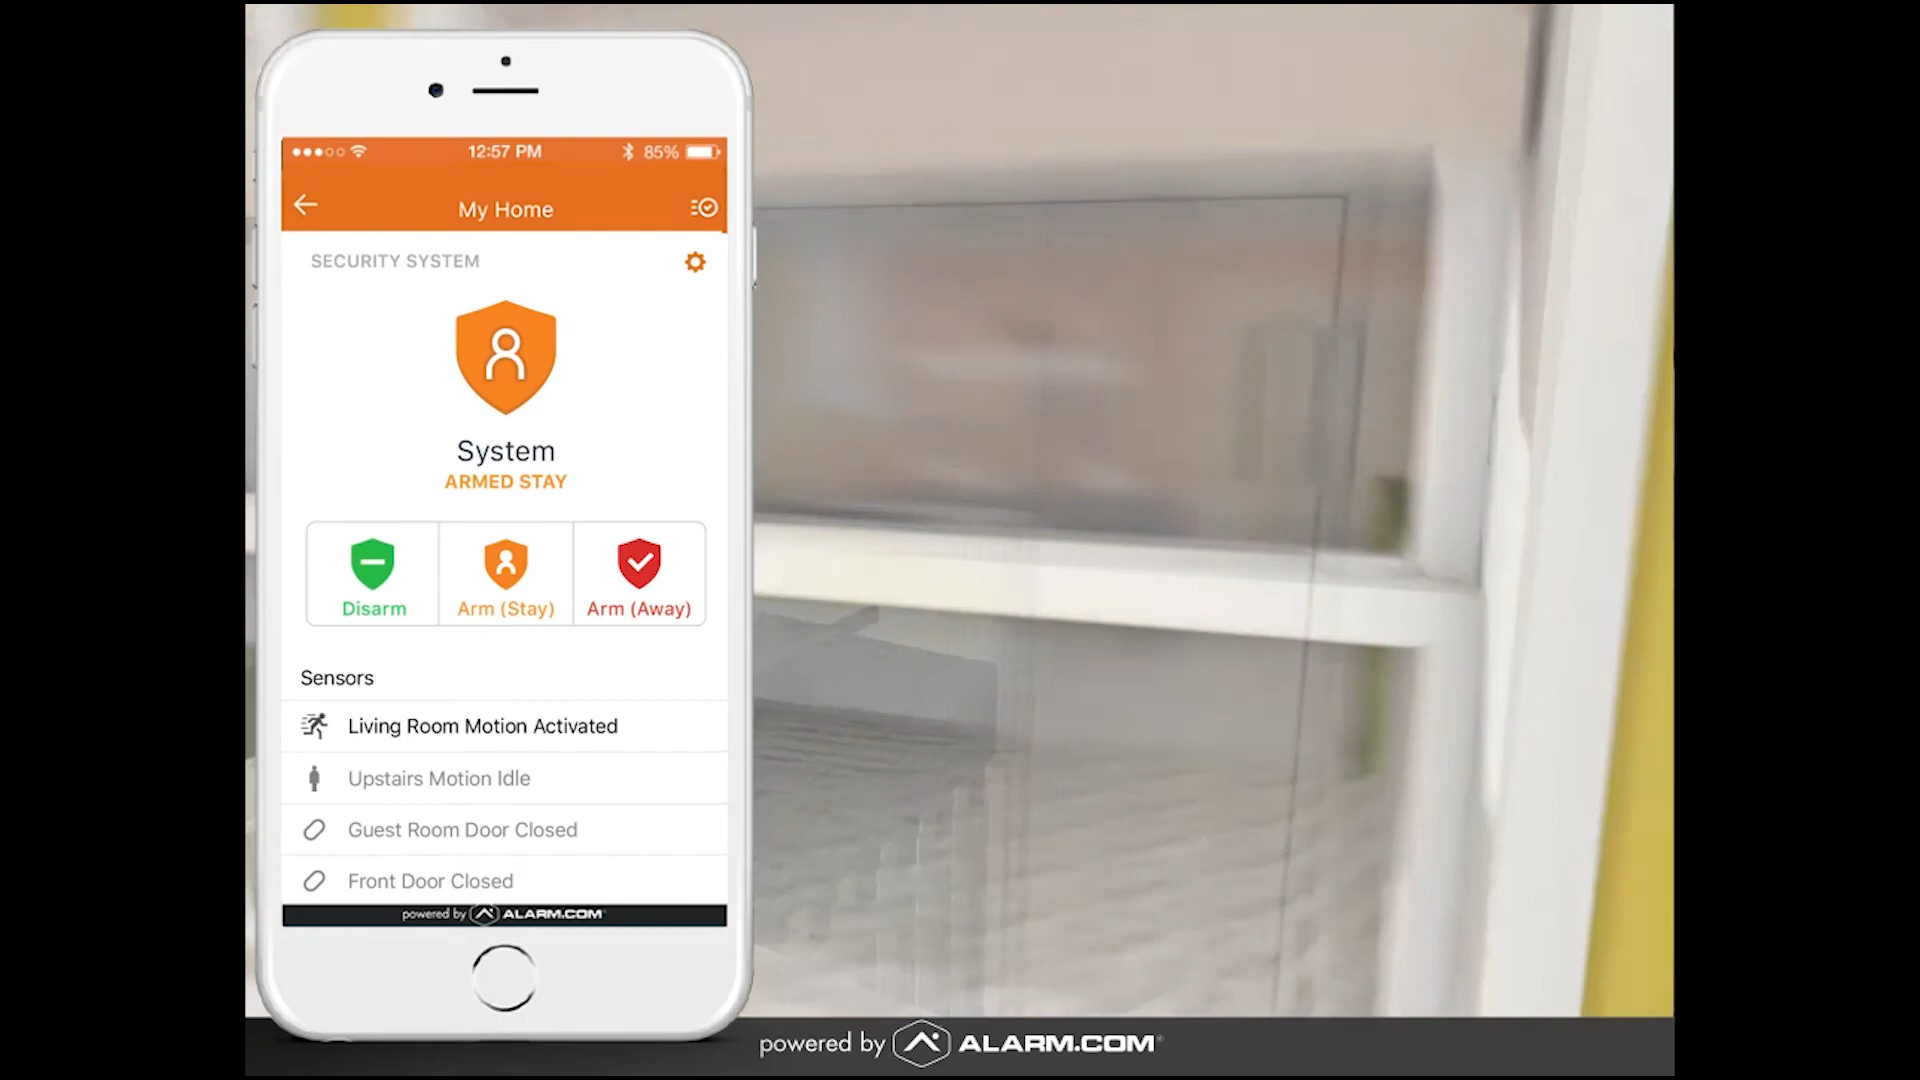 12:57 PM
85%
My Home
SECURITY SYSTEM
System
ARMED STAY
Disarm
Arm (Stay)
Arm (Away)
Sensors
Living Room Motion Activated
Upstairs Motion Idle
Guest Room Door Closed
Front Door Closed
powered by ALARM.COM
powered by ALARM.COM